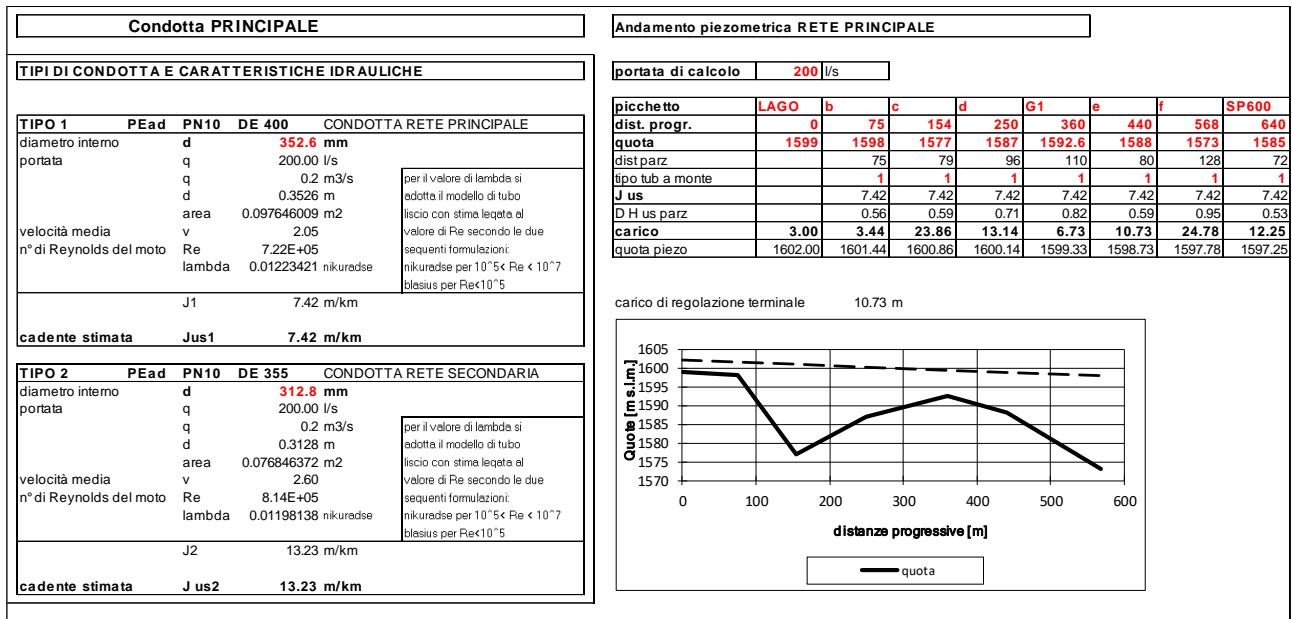 Condotta PRINCIPALE
TIPI DI CONDOTTA E CARATTERISTICHE IDRAULICHE
TIPO 1 PEad PN10 DE 400 CONDOTTA RETE PRINCIPALE
diametro interno d 352.6 mm
portata q 200.00 l/s
q 0.2 m3/s per il valore di lambda si
d 0.3526 m adotta il modello di tubo
area 0.097646009 m2 liscio con stima legata al
velocità media v 2.05 valore di Re secondo le due
n° di Reynolds del moto Re 7.22E+05 seguenti formulazioni:
lambda 0.01223421 nikuradse nikuradse per 10^5< Re < 10^7
blasius per Re<10^5
J1 7.42 m/km
cadente stimata Jus1 7.42 m/km
TIPO 2 PEad PN10 DE 355 CONDOTTA RETE SECONDARIA
diametro interno d 312.8 mm
portata q 200.00 l/s
q 0.2 m3/s per il valore di lambda si
d 0.3128 m adotta il modello di tubo
area 0.076846372 m2 liscio con stima legata al
velocità media v 2.60 valore di Re secondo le due
n° di Reynolds del moto Re 8.14E+05 seguenti formulazioni:
lambda 0.01198138 nikuradse nikuradse per 10^5< Re < 10^7
blasius per Re<10^5
J2 13.23 m/km
cadente stimata J us2 13.23 m/km
Andamento piezometrica RETE PRINCIPALE
portata di calcolo 200 l/s
picchetto LAGO b c d G1 e f SP600
dist. progr. 0 75 154 250 360 440 568 640
quota 1599 1598 1577 1587 1592.6 1588 1573 1585
dist parz 75 79 96 110 80 128 72
tipo tub a monte 1 1 1 1 1 1 1
J us 7.42 7.42 7.42 7.42 7.42 7.42 7.42
D H us parz 0.56 0.59 0.71 0.82 0.59 0.95 0.53
carico 3.00 3.44 23.86 13.14 6.73 10.73 24.78 12.25
quota piezo 1602.00 1601.44 1600.86 1600.14 1599.33 1598.73 1597.78 1597.25
carico di regolazione terminale 10.73 m
Quote [m s.l.m.]
1605
1600
1595
1590
1585
1580
1575
1570
0 100 200 300 400 500 600
distanze progressive [m]
quota